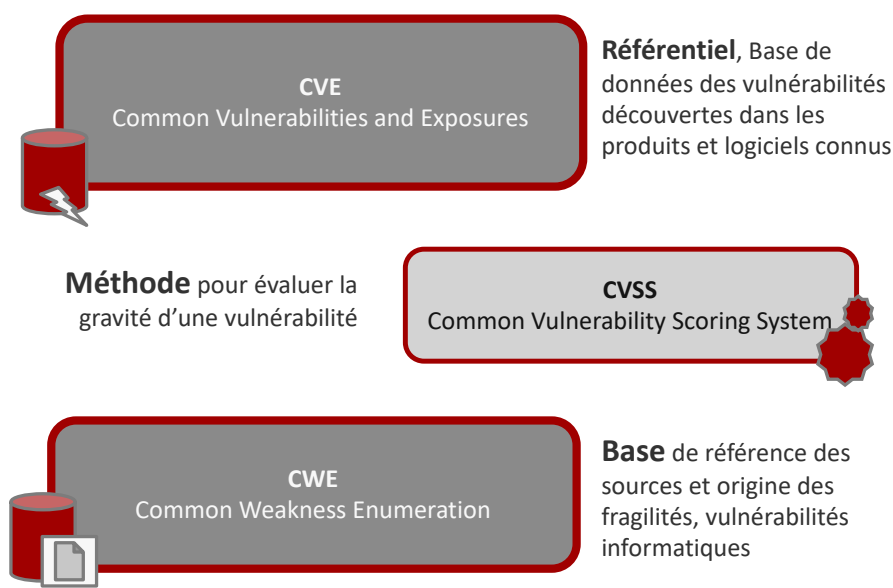 CVE
Common Vulnerabilities and Exposures
Référentiel, Base de
données des vulnérabilités
découvertes dans les
produits et logiciels connus
Méthode pour évaluer la
gravité d’une vulnérabilité
CVSS
Common Vulnerability Scoring System
CWE
Common Weakness Enumeration
Base de référence des
sources et origine des
fragilités, vulnérabilités
informatiques